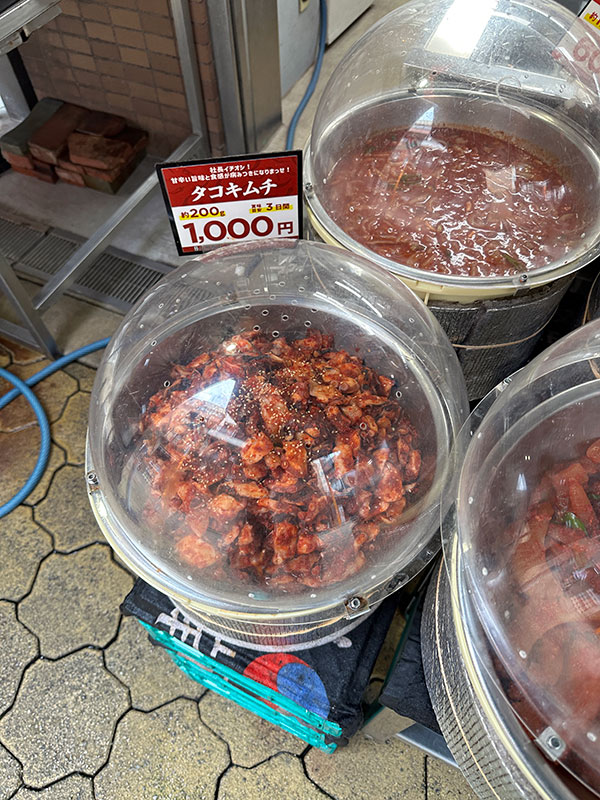 社長イチオシ！
甘辛い旨味と食感が病みつきになりまっせ！
タコキムチ
約200g 賞味期限 3日間
1,000円
60